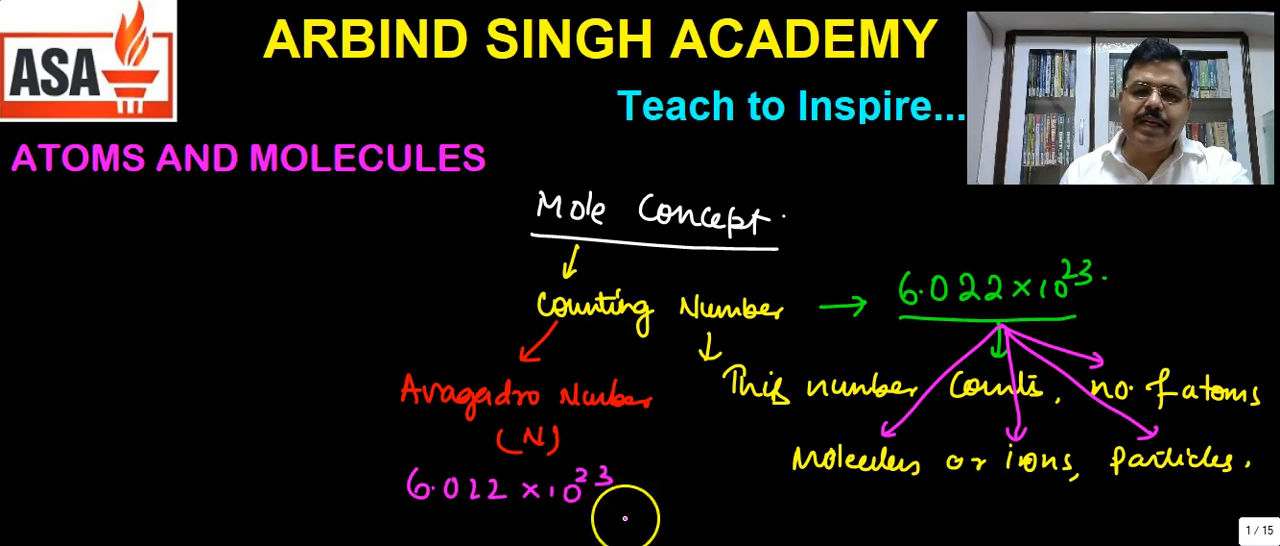 ASA
ARBIND SINGH ACADEMY
Teach to Inspire...
ATOMS AND MOLECULES
Mole Concept.
Counting Number → 6.022×10²³.
Avagadro Number
(N)
6.022×10²³
This number counts, no. of atoms
Molecules or ions, particles.
1 / 15